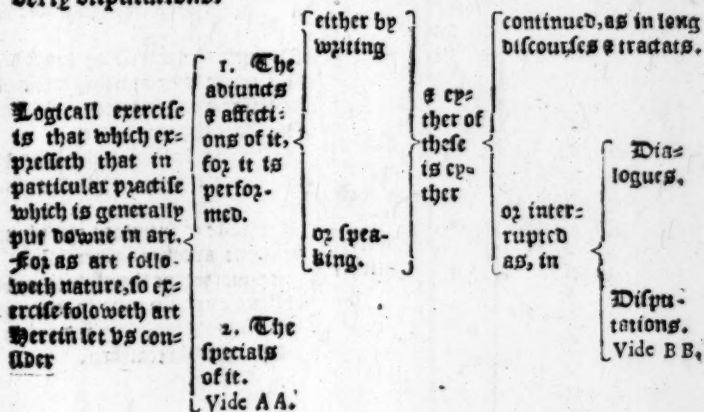 Logicall exercise
is that which ex=
presseth that in
particular practise
which is generally
put downe in art.
For as art follo-
weth nature, so ex=
ercise foloweth art
Herein let vs con=
sider
1. The
adiuncts
& affecti-
ons of it,
for it is
perfor-
med.
either by
writing
or spea-
king.
& ey=
ther of
these
is ey=
ther
continued, as in long
discourses & tractats.
or inter=
rupted
as, in
Dia=
logues.
Dispu-
tations.
Vide BB.
2. The
specials
of it.
Vide AA.